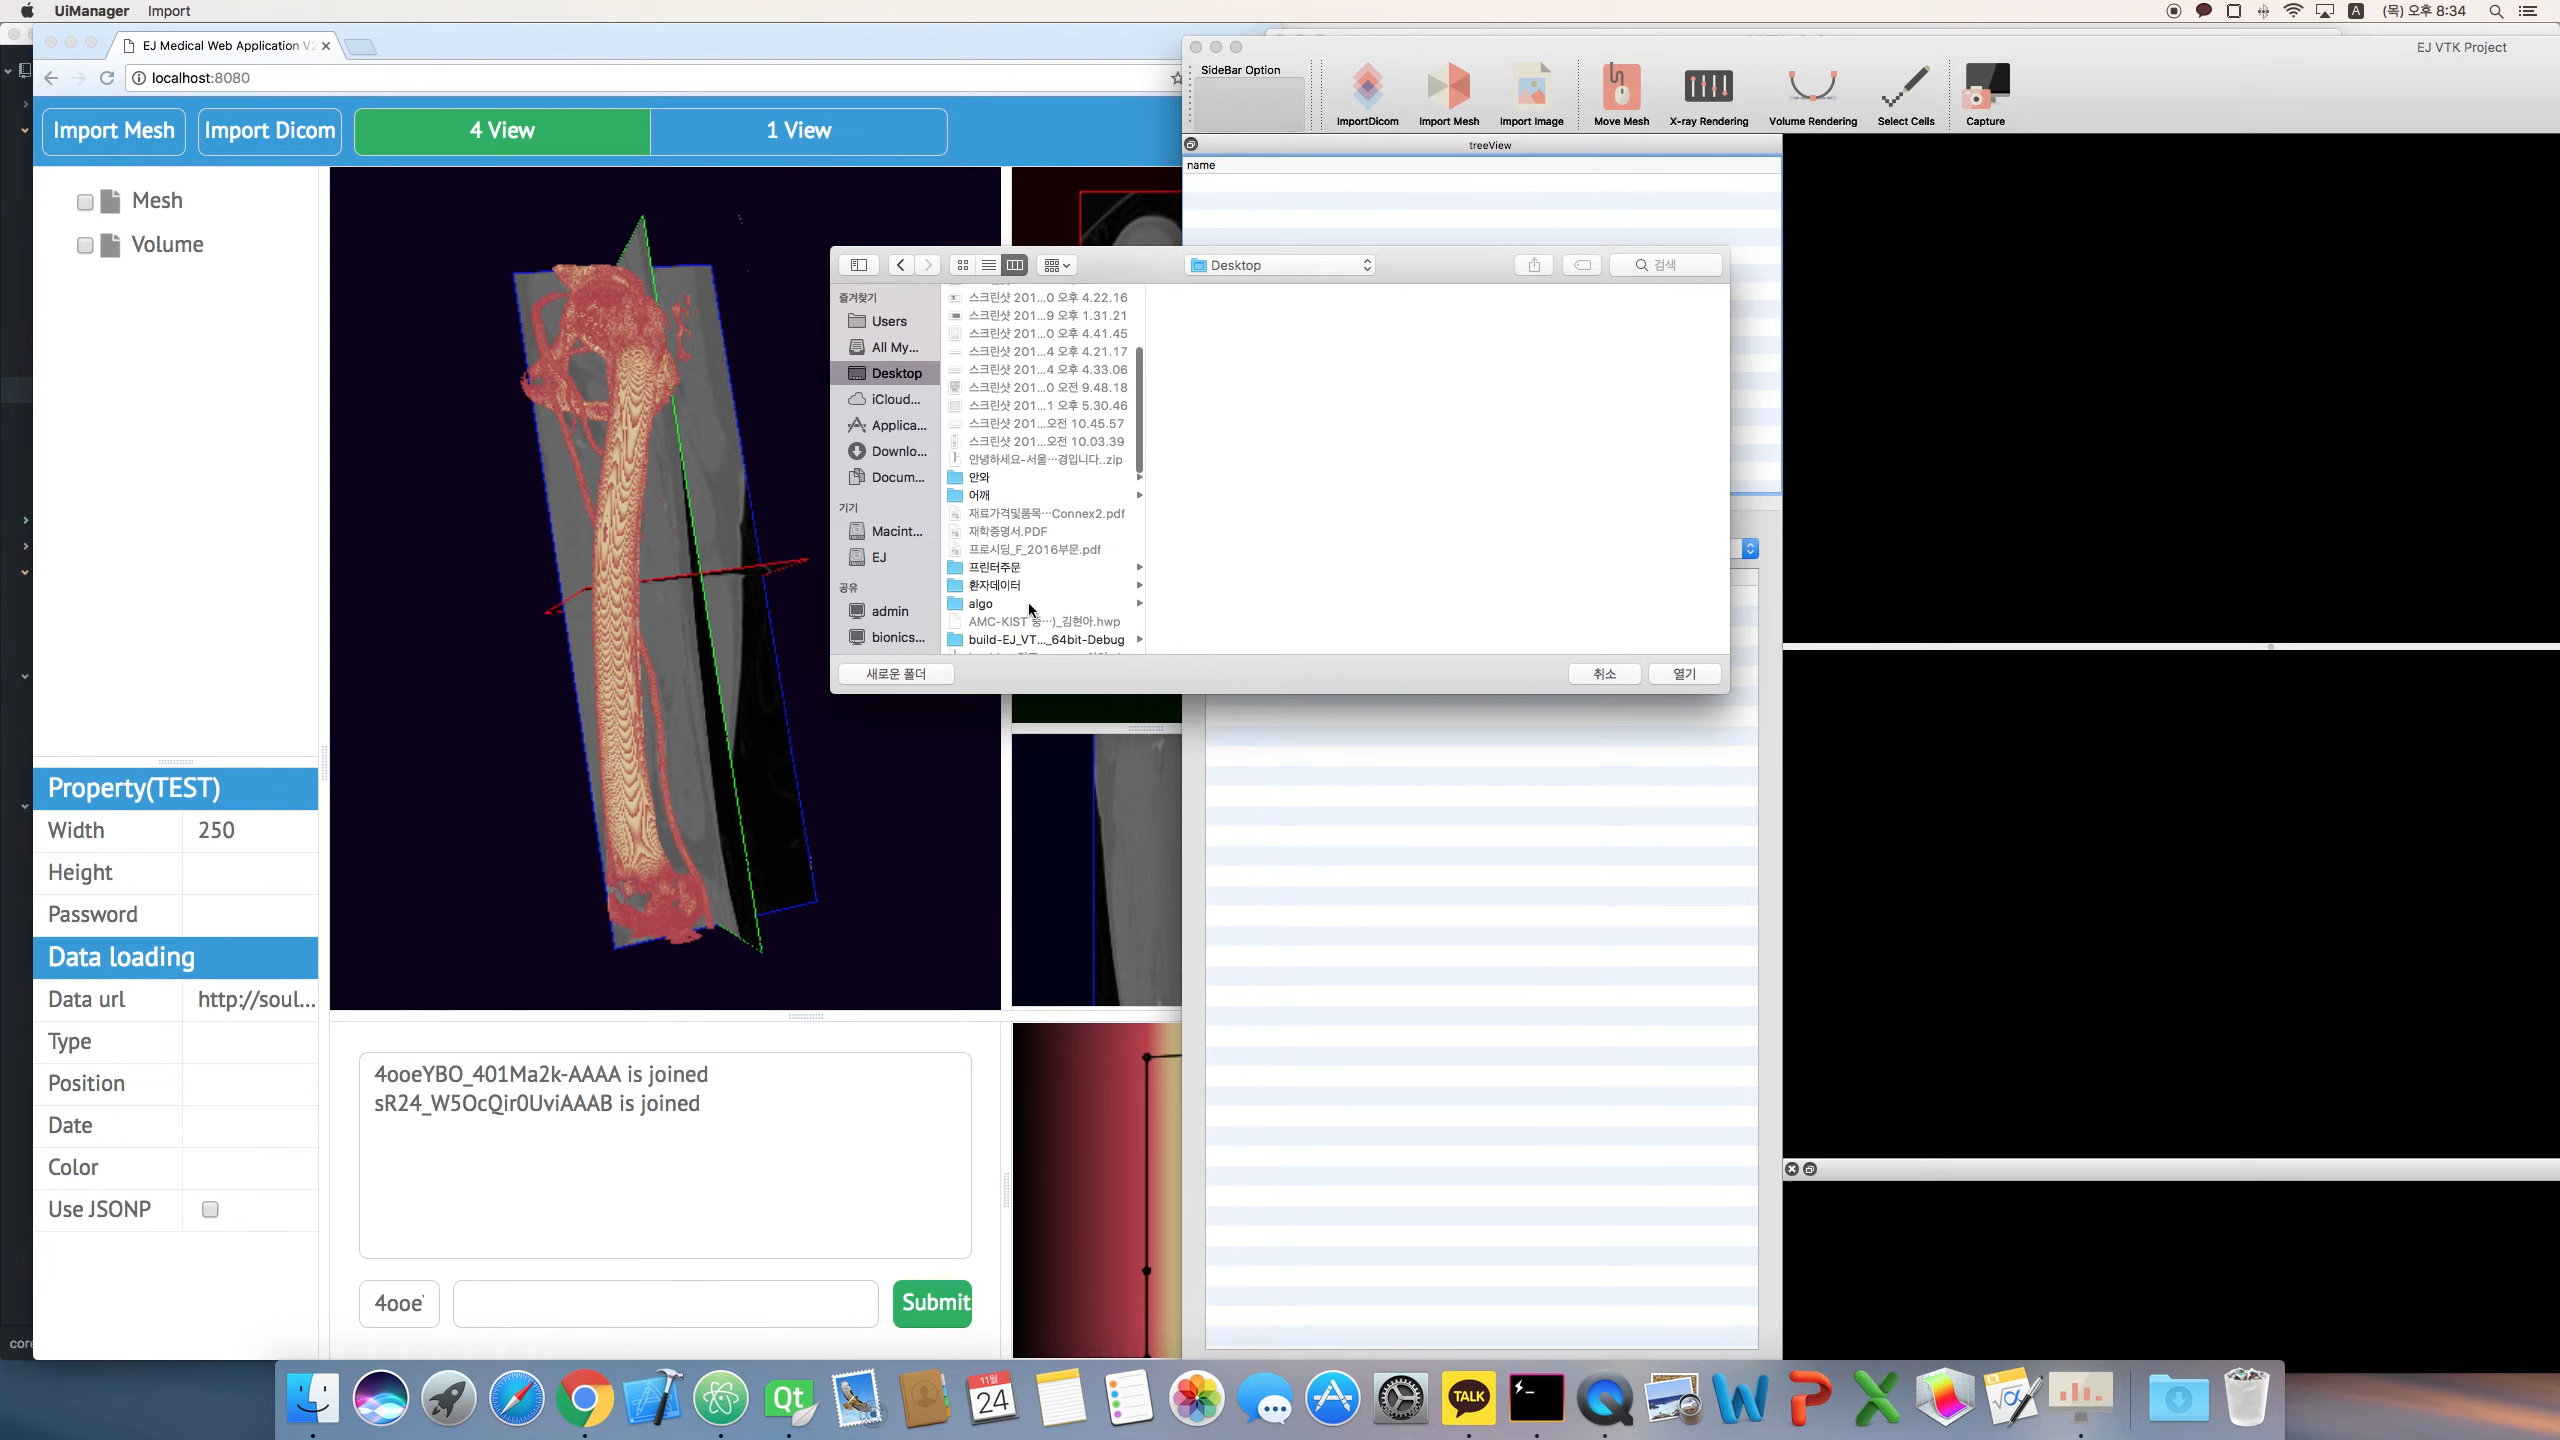 UiManager Import
(목) 오후 8:34
EJ Medical Web Application V2
localhost:8080
Import Mesh
Import Dicom
4 View
1 View
Mesh
Volume
Property(TEST)
Width 250
Height
Password
Data loading
Data url http://soul...
Type
Position
Date
Color
Use JSONP
4ooeYBO_401Ma2k-AAAA is joined
sR24_W5OcQir0UviAAAB is joined
4ooe
Submit
EJ VTK Project
SideBar Option
ImportDicom
Import Mesh
Import Image
Move Mesh
X-ray Rendering
Volume Rendering
Select Cells
Capture
treeView
name
Desktop
검색
즐겨찾기
Users
All My...
Desktop
iCloud...
Applica...
Downlo...
Docum...
기기
Macint...
EJ
공유
admin
bionics...
스크린샷 201...0 오후 4.22.16
스크린샷 201...9 오후 1.31.21
스크린샷 201...0 오후 4.41.45
스크린샷 201...4 오후 4.21.17
스크린샷 201...4 오후 4.33.06
스크린샷 201...0 오전 9.48.18
스크린샷 201...1 오후 5.30.46
스크린샷 201...오전 10.45.57
스크린샷 201...오전 10.03.39
안녕하세요-서울···경입니다..zip
안와
어깨
재료가격및품목···Connex2.pdf
재학증명서.PDF
프로시딩_F_2016부문.pdf
프린터주문
환자데이터
algo
AMC-KIST 중···)_김현아.hwp
build-EJ_VT..._64bit-Debug
새로운 폴더
취소
열기
Qt
11월
24
TALK